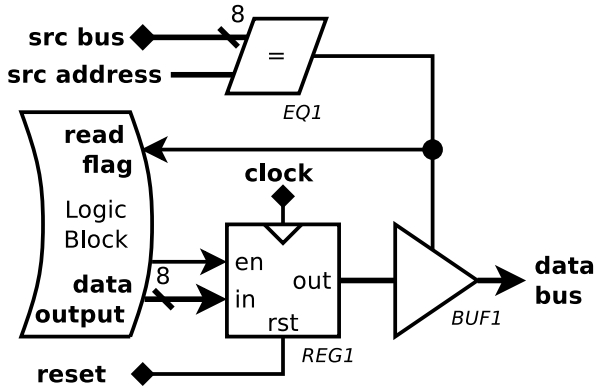 8
src bus
=
src address
EQ1
read
flag
clock
Logic
Block
en
8
data
output
in
out
data
bus
rst
BUF1
REG1
reset